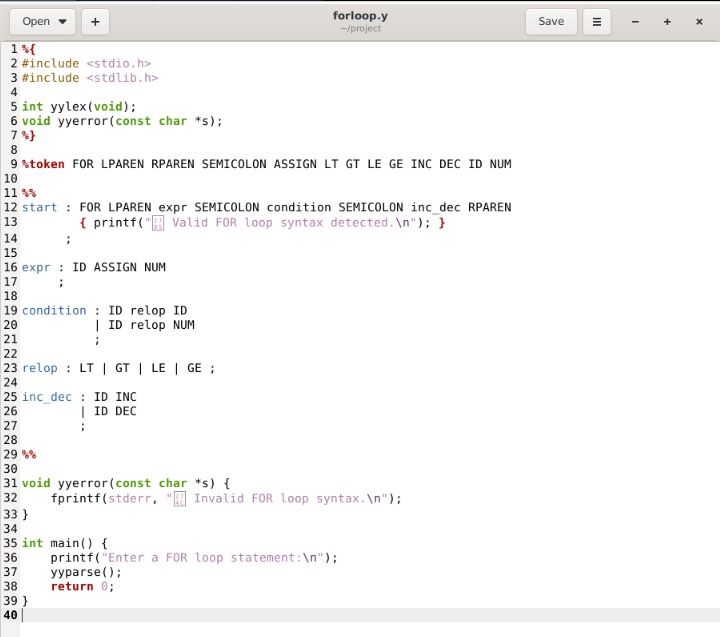 Open
+
forloop.y
~/project
Save
1 %{
2 #include <stdio.h>
3 #include <stdlib.h>
4
5 int yylex(void);
6 void yyerror(const char *s);
7 %}
8
9 %token FOR LPAREN RPAREN SEMICOLON ASSIGN LT GT LE GE INC DEC ID NUM
10
11 %%
12 start : FOR LPAREN expr SEMICOLON condition SEMICOLON inc_dec RPAREN
13         { printf(" Valid FOR loop syntax detected.\n"); }
14       ;
15
16 expr : ID ASSIGN NUM
17      ;
18
19 condition : ID relop ID
20           | ID relop NUM
21           ;
22
23 relop : LT | GT | LE | GE ;
24
25 inc_dec : ID INC
26         | ID DEC
27         ;
28
29 %%
30
31 void yyerror(const char *s) {
32     fprintf(stderr, " Invalid FOR loop syntax.\n");
33 }
34
35 int main() {
36     printf("Enter a FOR loop statement:\n");
37     yyparse();
38     return 0;
39 }
40